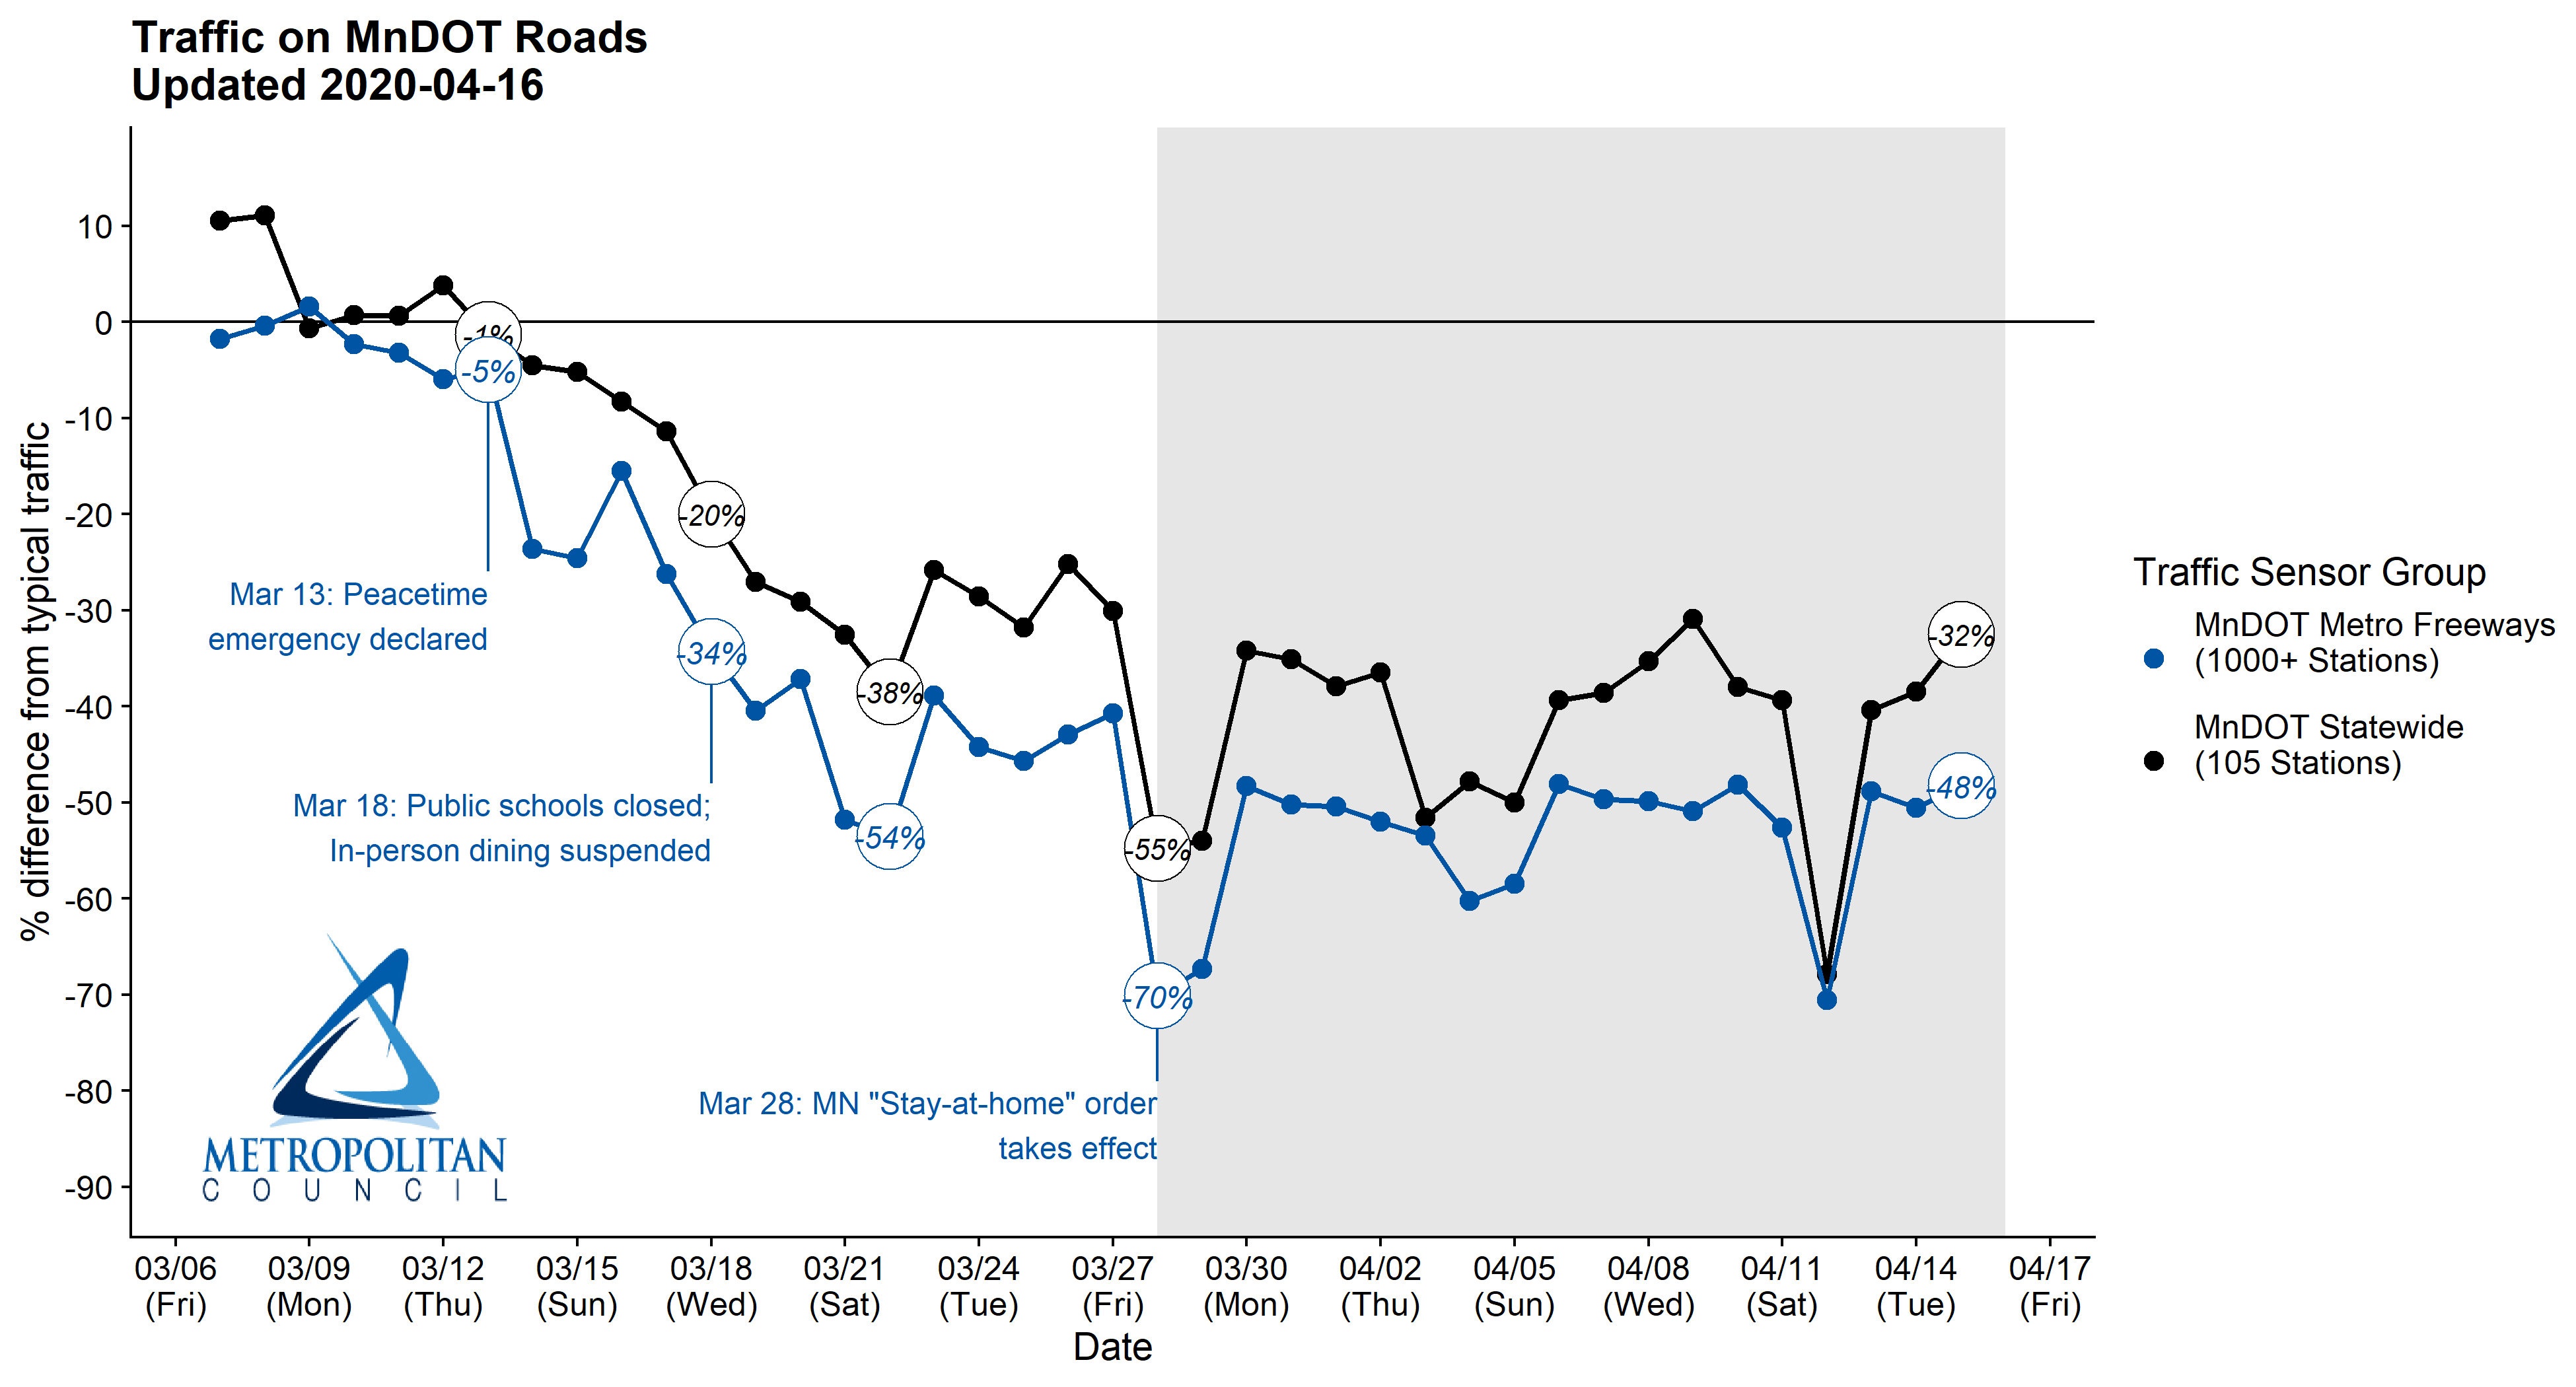 Traffic on MnDOT Roads
Updated 2020-04-16
% difference from typical traffic
10
0
-10
-20
-30
-40
-50
-60
-70
-80
-90
-1%
-5%
-20%
-34%
-38%
-54%
-55%
-70%
-32%
-48%
Mar 13: Peacetime
emergency declared
Mar 18: Public schools closed;
In-person dining suspended
Mar 28: MN "Stay-at-home" order
takes effect
METROPOLITAN
COUNCIL
03/06 03/09 03/12 03/15 03/18 03/21 03/24 03/27 03/30 04/02 04/05 04/08 04/11 04/14 04/17
(Fri) (Mon) (Thu) (Sun) (Wed) (Sat) (Tue) (Fri) (Mon) (Thu) (Sun) (Wed) (Sat) (Tue) (Fri)
Date
Traffic Sensor Group
MnDOT Metro Freeways
(1000+ Stations)
MnDOT Statewide
(105 Stations)